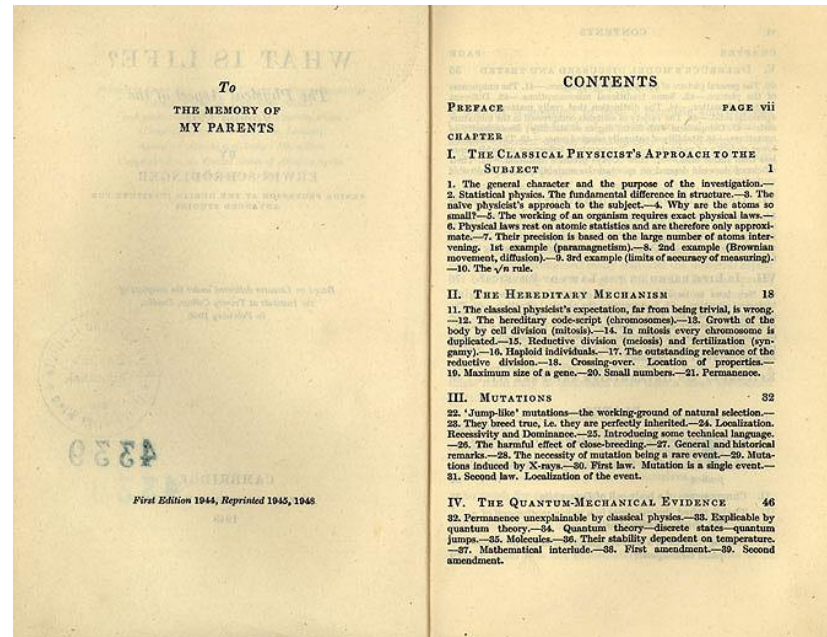 To
THE MEMORY OF
MY PARENTS
4339
First Edition 1944, Reprinted 1945, 1948
CONTENTS
PREFACE PAGE vii
CHAPTER
I. THE CLASSICAL PHYSICIST'S APPROACH TO THE
SUBJECT 1
1. The general character and the purpose of the investigation.—
2. Statistical physics. The fundamental difference in structure.—3. The
naïve physicist's approach to the subject.—4. Why are the atoms so
small?—5. The working of an organism requires exact physical laws.—
6. Physical laws rest on atomic statistics and are therefore only approxi-
mate.—7. Their precision is based on the large number of atoms inter-
vening. 1st example (paramagnetism).—8. 2nd example (Brownian
movement, diffusion).—9. 3rd example (limits of accuracy of measuring).
—10. The √n rule.
II. THE HEREDITARY MECHANISM 18
11. The classical physicist's expectation, far from being trivial, is wrong.
—12. The hereditary code-script (chromosomes).—13. Growth of the
body by cell division (mitosis).—14. In mitosis every chromosome is
duplicated.—15. Reductive division (meiosis) and fertilization (syn-
gamy).—16. Haploid individuals.—17. The outstanding relevance of the
reductive division.—18. Crossing-over. Location of properties.—
19. Maximum size of a gene.—20. Small numbers.—21. Permanence.
III. MUTATIONS 32
22. 'Jump-like' mutations—the working-ground of natural selection.—
23. They breed true, i.e. they are perfectly inherited.—24. Localization.
Recessivity and Dominance.—25. Introducing some technical language.
—26. The harmful effect of close-breeding.—27. General and historical
remarks.—28. The necessity of mutation being a rare event.—29. Muta-
tions induced by X-rays.—30. First law. Mutation is a single event.—
31. Second law. Localization of the event.
IV. THE QUANTUM-MECHANICAL EVIDENCE 46
32. Permanence unexplainable by classical physics.—33. Explicable by
quantum theory.—34. Quantum theory—discrete states—quantum
jumps.—35. Molecules.—36. Their stability dependent on temperature.
—37. Mathematical interlude.—38. First amendment.—39. Second
amendment.